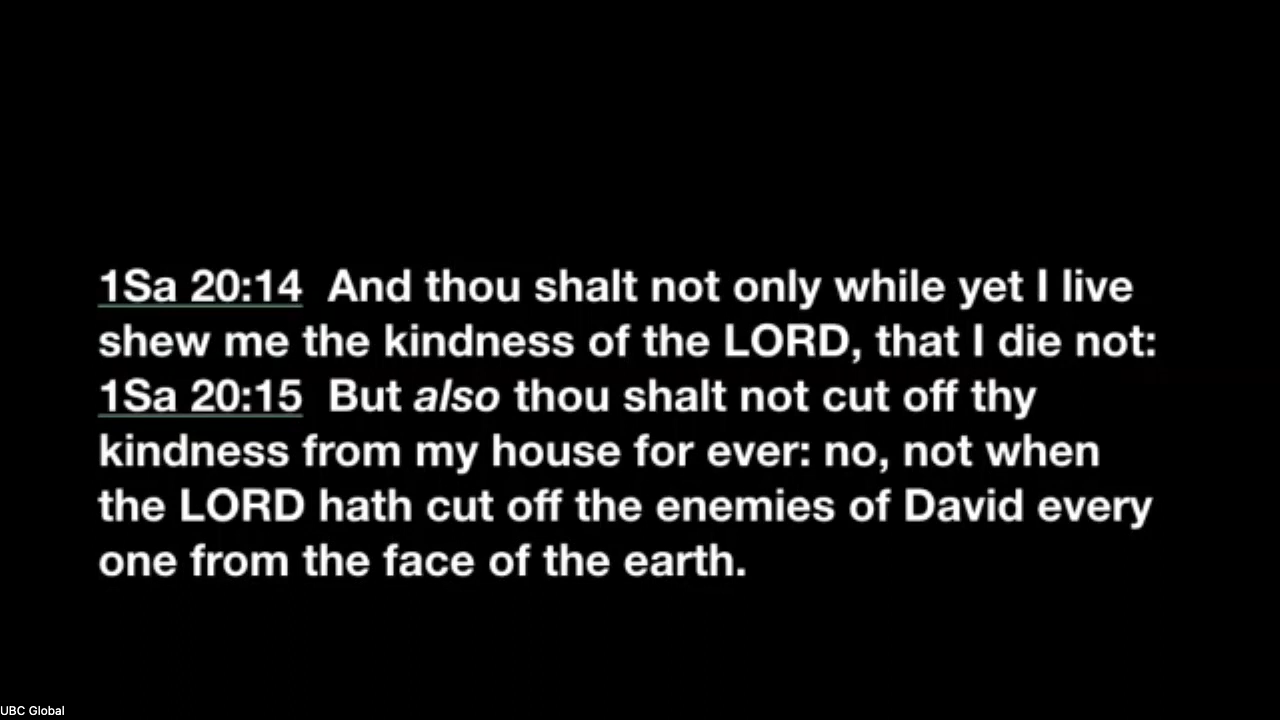 1Sa 20:14 And thou shalt not only while yet I live
shew me the kindness of the LORD, that I die not:
1Sa 20:15 But also thou shalt not cut off thy
kindness from my house for ever: no, not when
the LORD hath cut off the enemies of David every
one from the face of the earth.
UBC Global